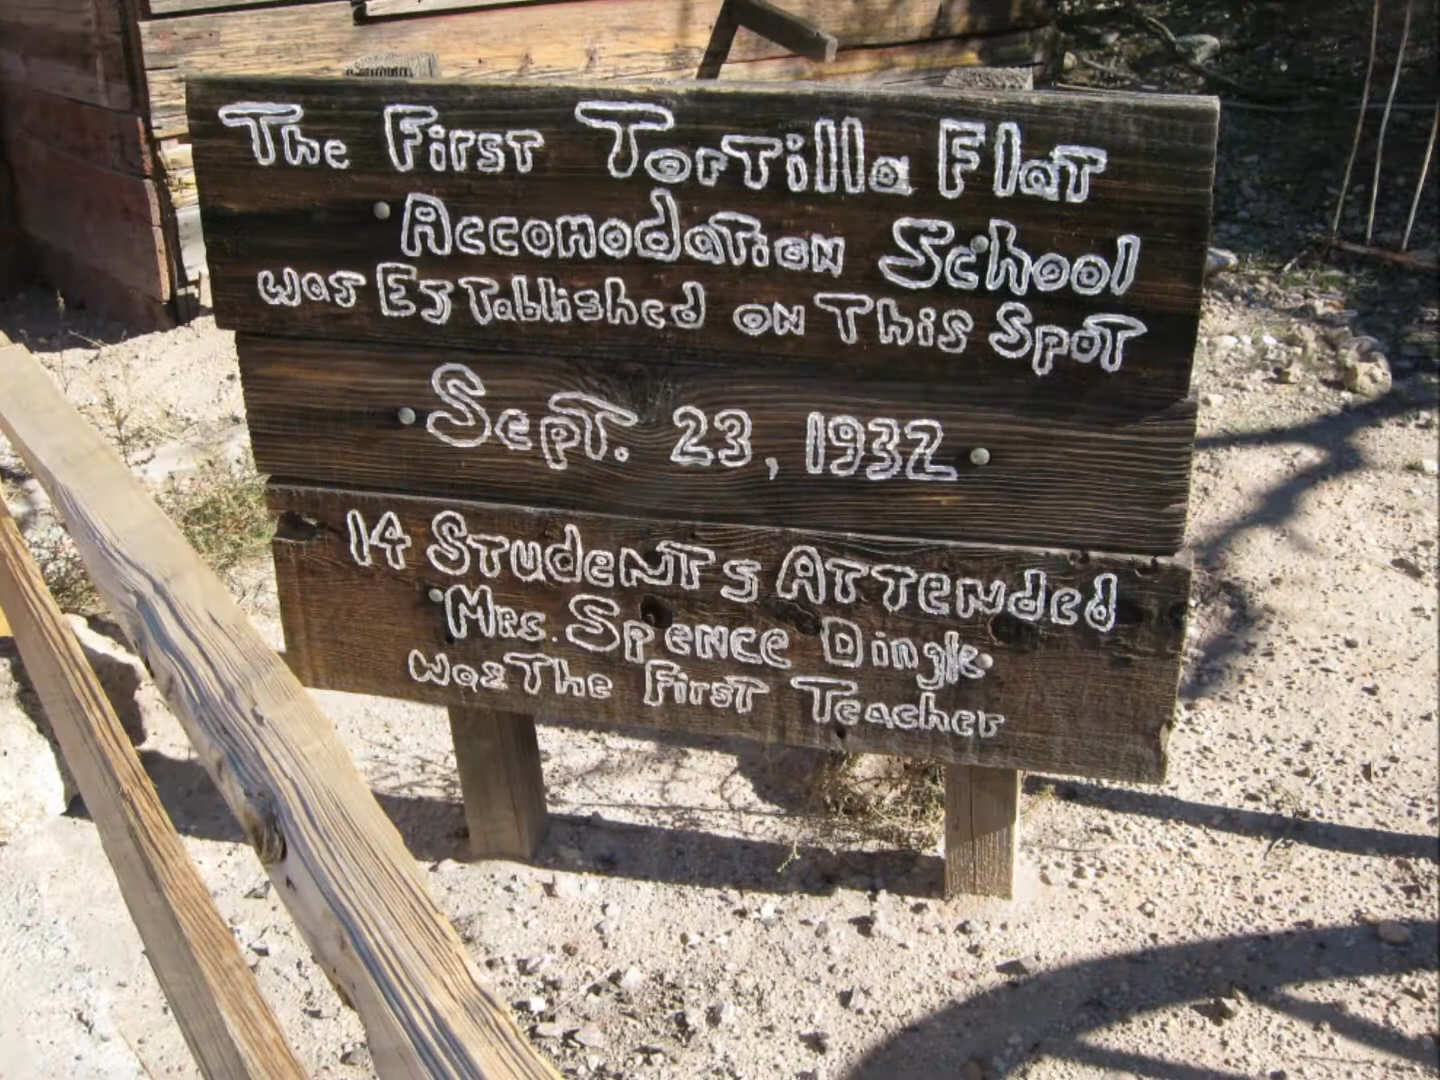 The First Tortilla Flat
Accomodation School
was Established on This Spot
Sept. 23, 1932
14 Students Attended
Mrs. Spence Dingle
was The First Teacher